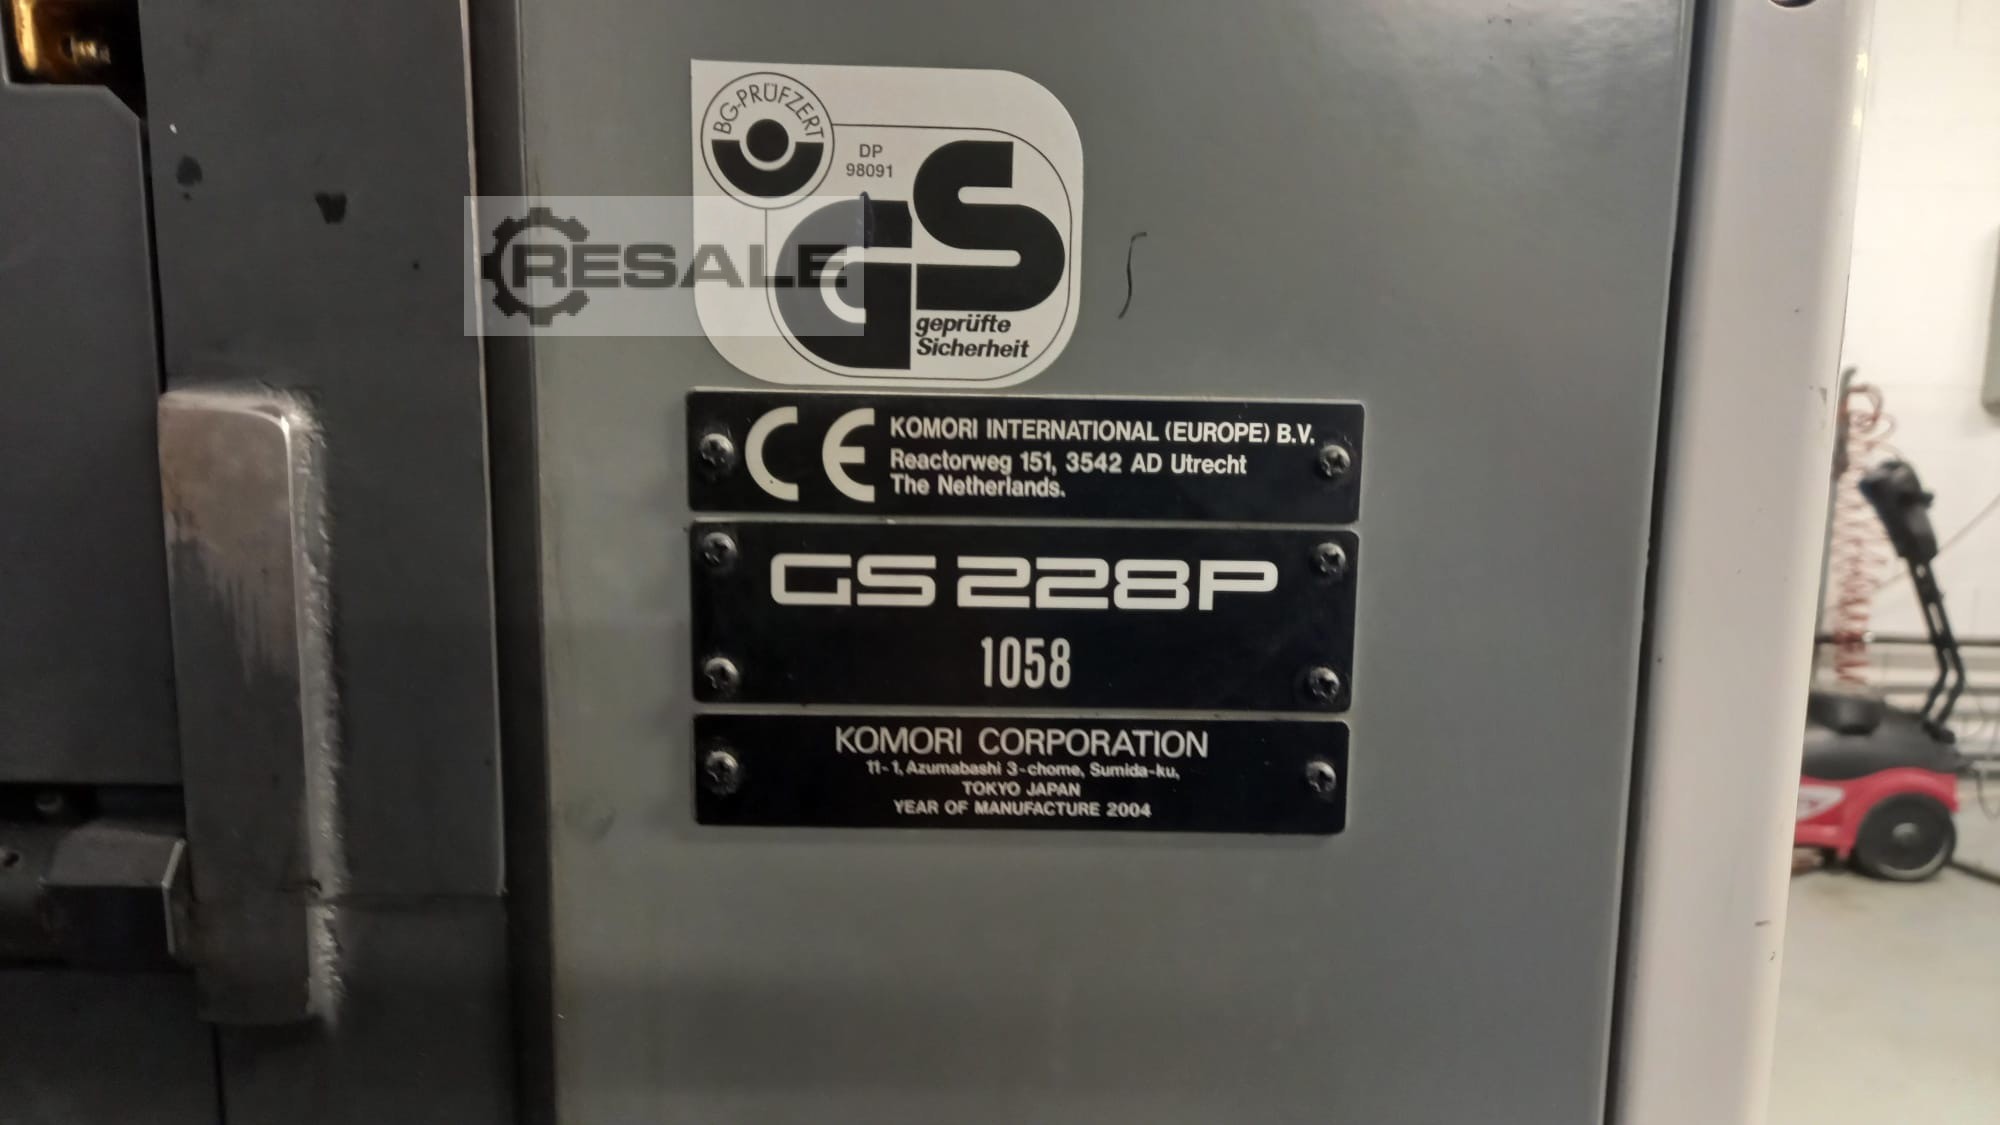 BG-PRÜFZERT
DP
98091
GS
geprüfte
Sicherheit
RESALE
CE
KOMORI INTERNATIONAL (EUROPE) B.V.
Reactorweg 151, 3542 AD Utrecht
The Netherlands.
GS 228P
1058
KOMORI CORPORATION
11-1, Azumabashi 3-chome, Sumida-ku,
TOKYO JAPAN
YEAR OF MANUFACTURE 2004